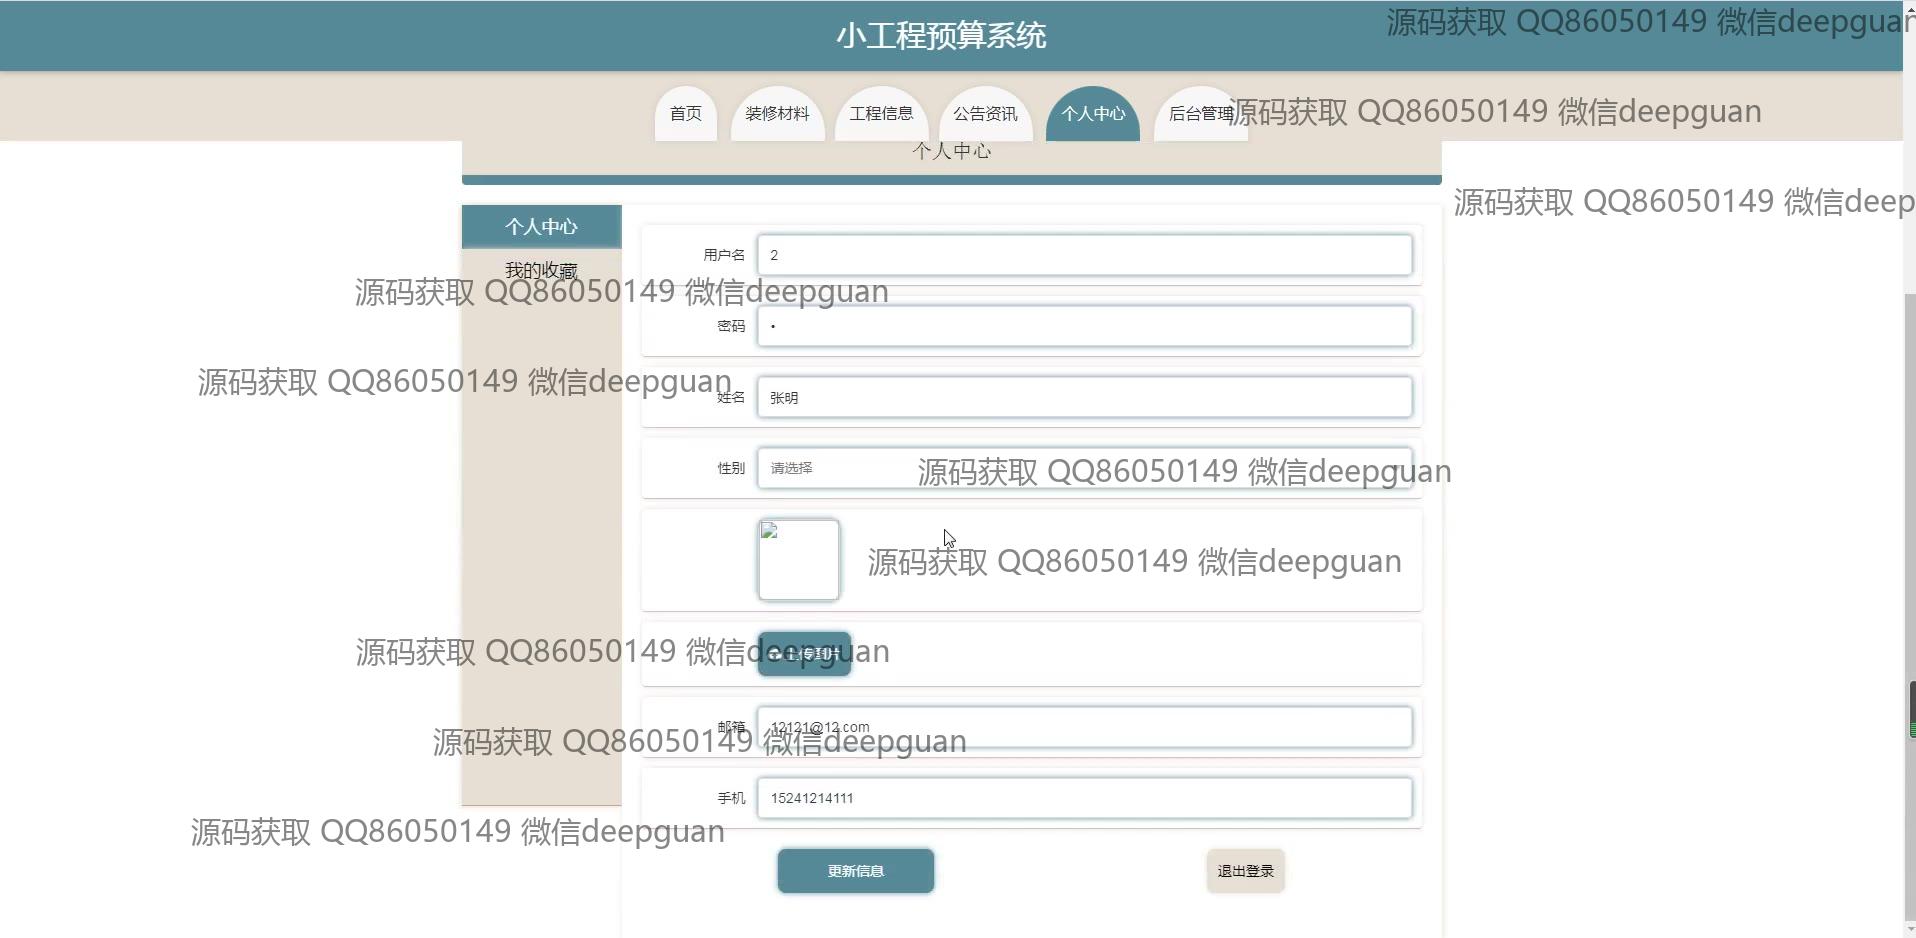 小工程预算系统
源码获取 QQ86050149 微信deepguan
首页 装修材料 工程信息 公告资讯 个人中心 后台管理
源码获取 QQ86050149 微信deepguan
个人中心
源码获取 QQ86050149 微信deep
个人中心
我的收藏
用户名 2
源码获取 QQ86050149 微信deepguan
密码 •
源码获取 QQ86050149 微信deepguan
姓名 张明
性别 请选择
源码获取 QQ86050149 微信deepguan
源码获取 QQ86050149 微信deepguan
源码获取 QQ86050149 微信deepguan
上传图片
邮箱 12121@12.com
源码获取 QQ86050149 微信deepguan
手机 15241214111
源码获取 QQ86050149 微信deepguan
更新信息 退出登录